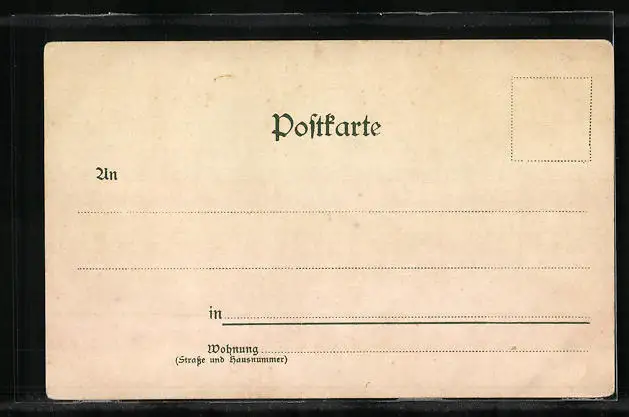 Poſtkarte
An
in
Wohnung
(Straße und Hausnummer)